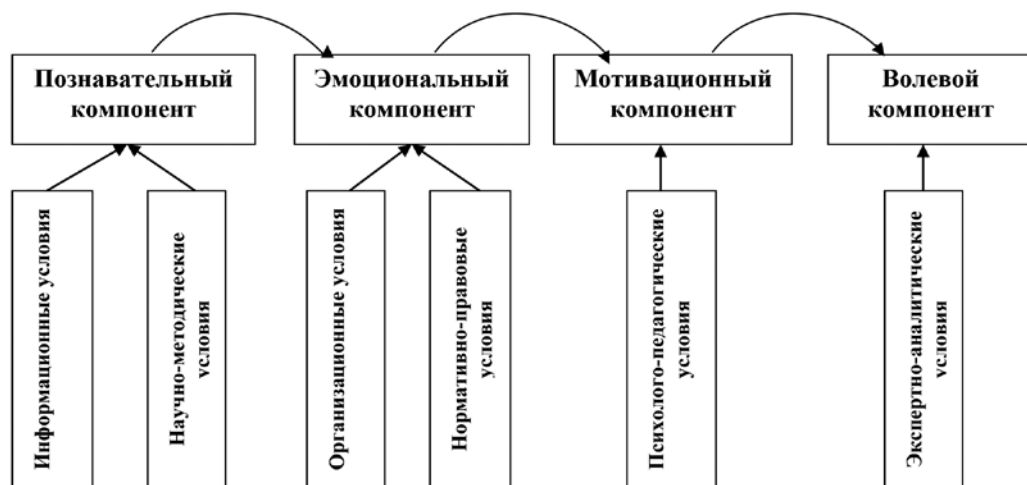 Познавательный
компонент
Эмоциональный
компонент
Мотивационный
компонент
Волевой
компонент
Информационные условия
Научно-методические
условия
Организационные условия
Нормативно-правовые
условия
Психолого-педагогические
условия
Экспертно-аналитические
условия